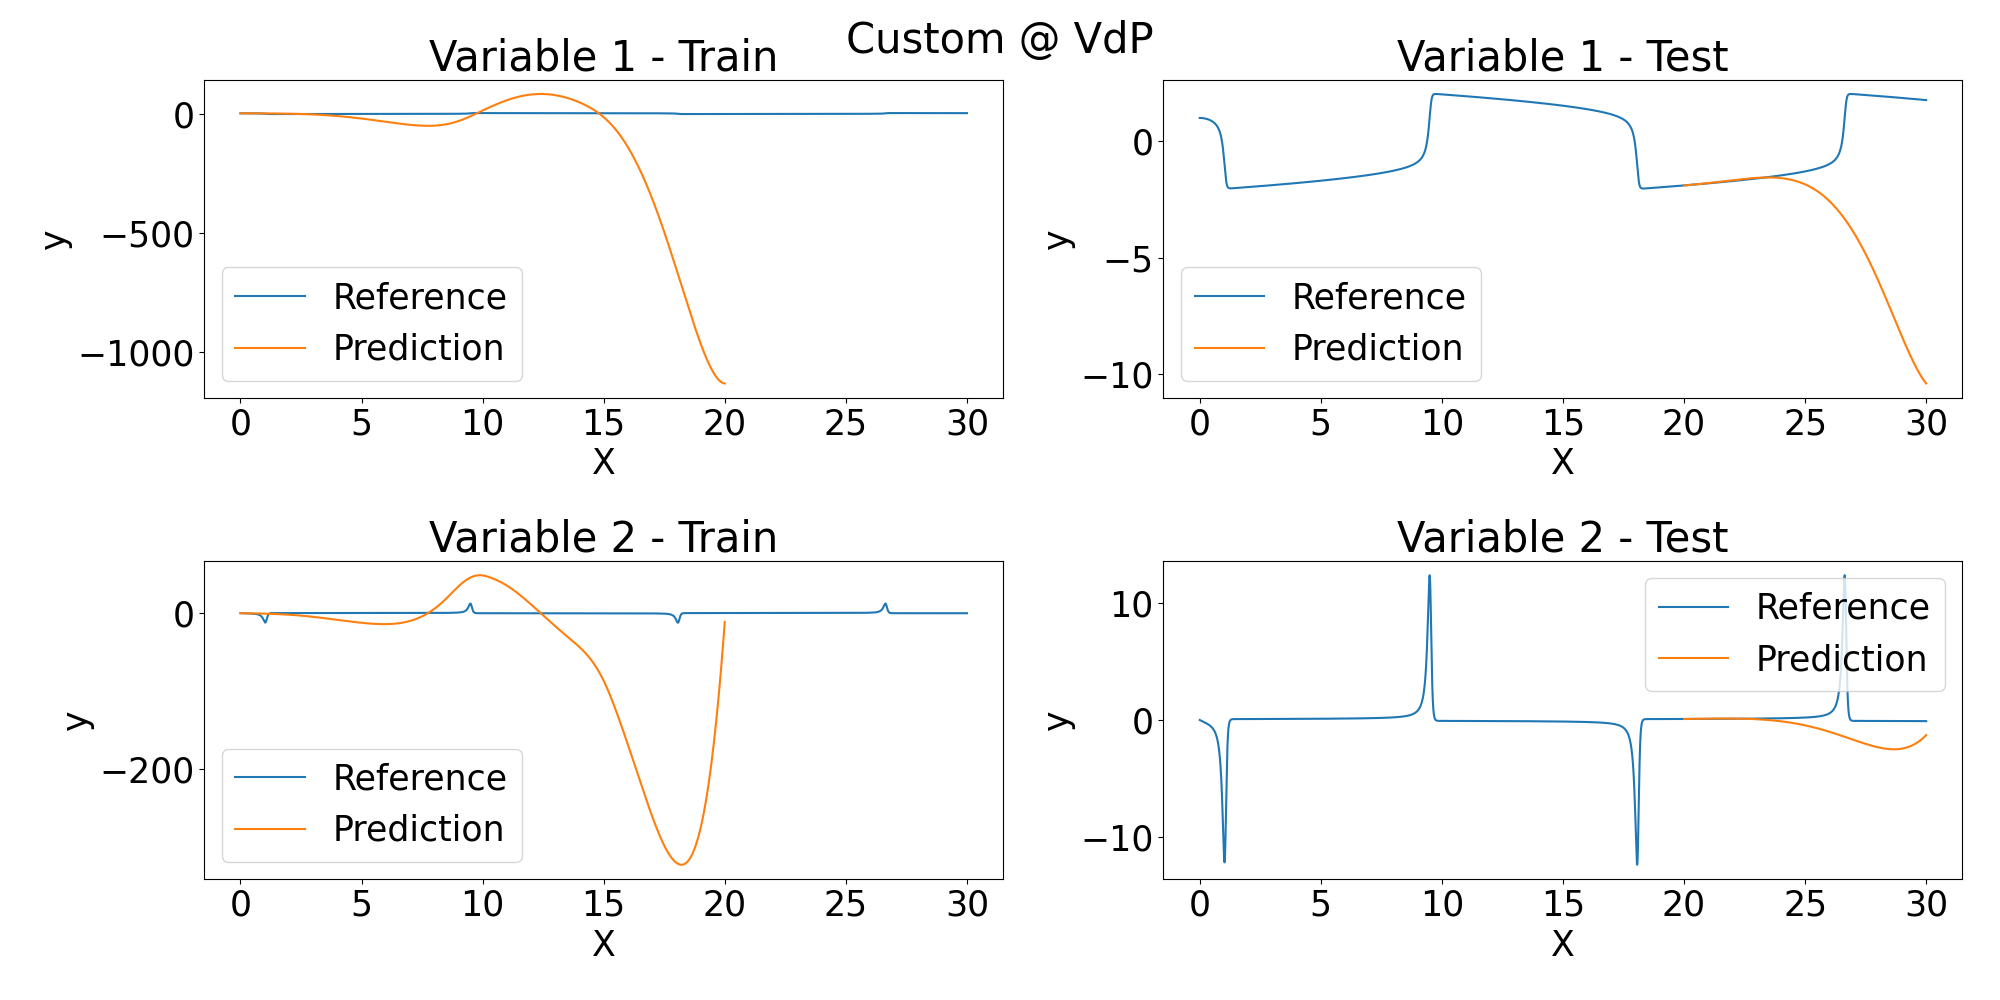 Custom @ VdP
Variable 1 - Train
0
−500
−1000
y
Reference
Prediction
0 5 10 15 20 25 30
X
Variable 1 - Test
0
−5
−10
y
Reference
Prediction
0 5 10 15 20 25 30
X
Variable 2 - Train
0
−200
y
Reference
Prediction
0 5 10 15 20 25 30
X
Variable 2 - Test
10
0
−10
y
Reference
Prediction
0 5 10 15 20 25 30
X